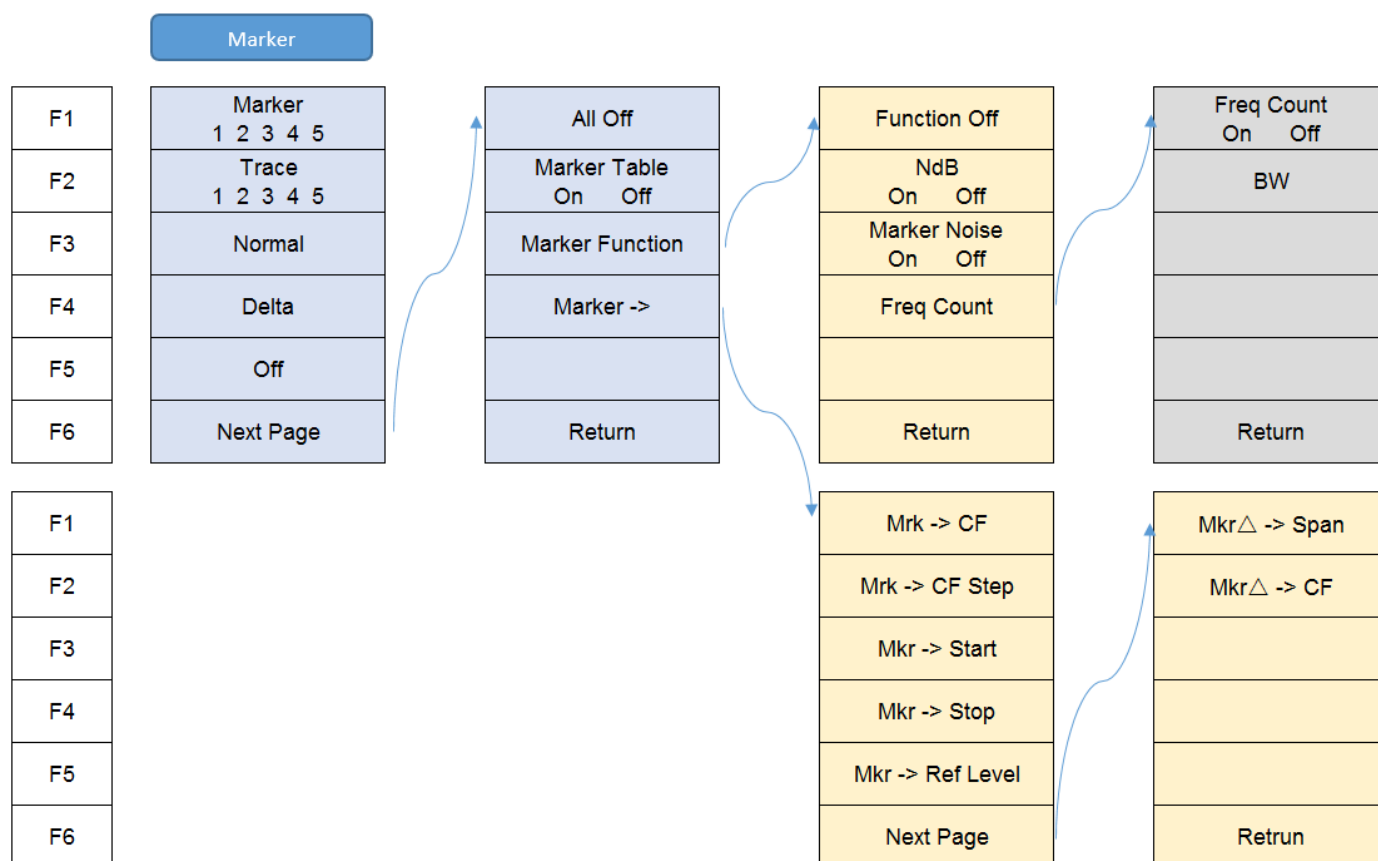 Marker
F1
Marker
1 2 3 4 5
All Off
Function Off
Freq Count
On Off
F2
Trace
1 2 3 4 5
Marker Table
On Off
NdB
On Off
BW
F3
Normal
Marker Function
Marker Noise
On Off
F4
Delta
Marker ->
Freq Count
F5
Off
F6
Next Page
Return
Return
Return
F1
Mrk -> CF
Mkr△ -> Span
F2
Mrk -> CF Step
Mkr△ -> CF
F3
Mkr -> Start
F4
Mkr -> Stop
F5
Mkr -> Ref Level
F6
Next Page
Retrun